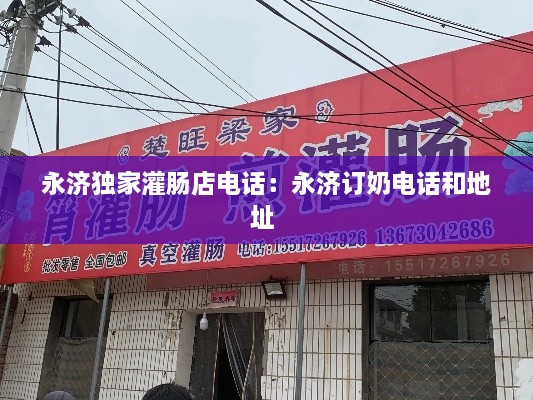 楚旺梁家
筲灌肠 煎灌肠
永济独家灌肠店电话：永济订奶电话和地
址
批发零售 全国包邮 真空灌肠 电话:15517267926 13673042686
电话：15517267926